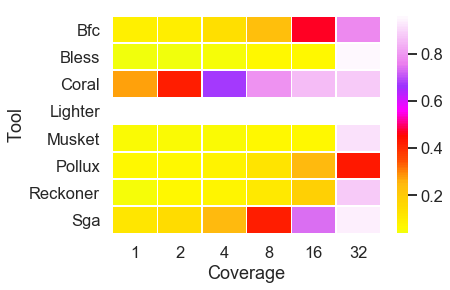 Bfc
Bless
Coral
Lighter
Musket
Pollux
Reckoner
Sga
Tool
1 2 4 8 16 32
Coverage
0.8
0.6
0.4
0.2